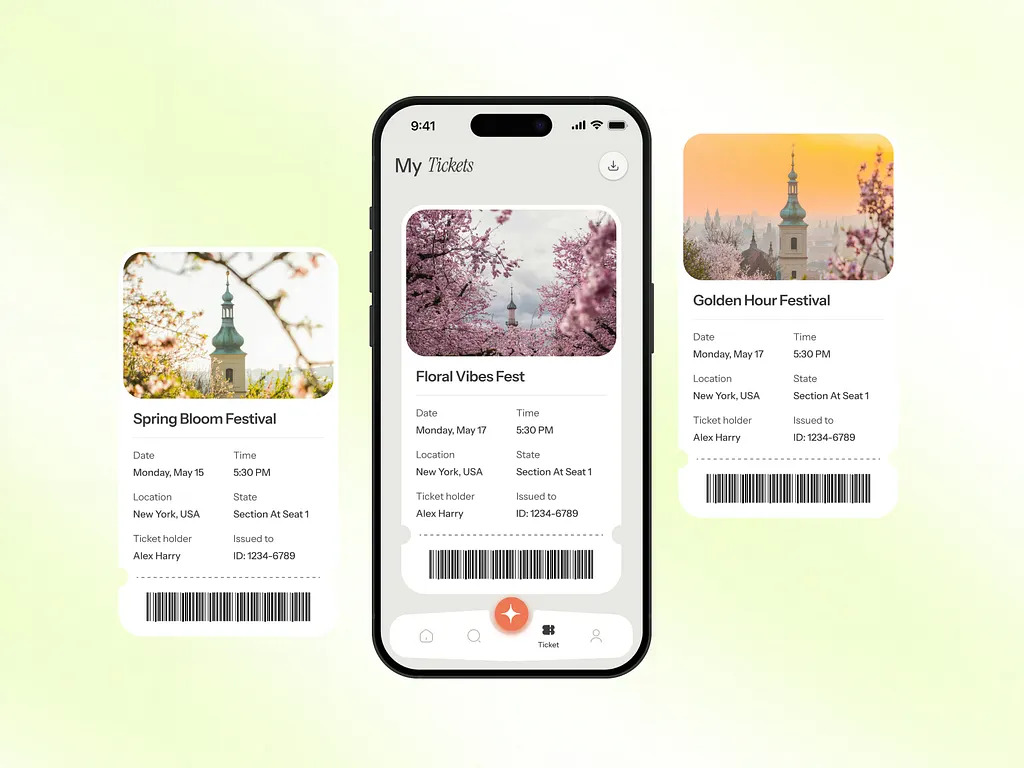 9:41
My Tickets
Floral Vibes Fest
Date Time
Monday, May 17 5:30 PM
Location State
New York, USA Section At Seat 1
Ticket holder Issued to
Alex Harry ID: 1234-6789
Ticket
Spring Bloom Festival
Date Time
Monday, May 15 5:30 PM
Location State
New York, USA Section At Seat 1
Ticket holder Issued to
Alex Harry ID: 1234-6789
Golden Hour Festival
Date Time
Monday, May 17 5:30 PM
Location State
New York, USA Section At Seat 1
Ticket holder Issued to
Alex Harry ID: 1234-6789